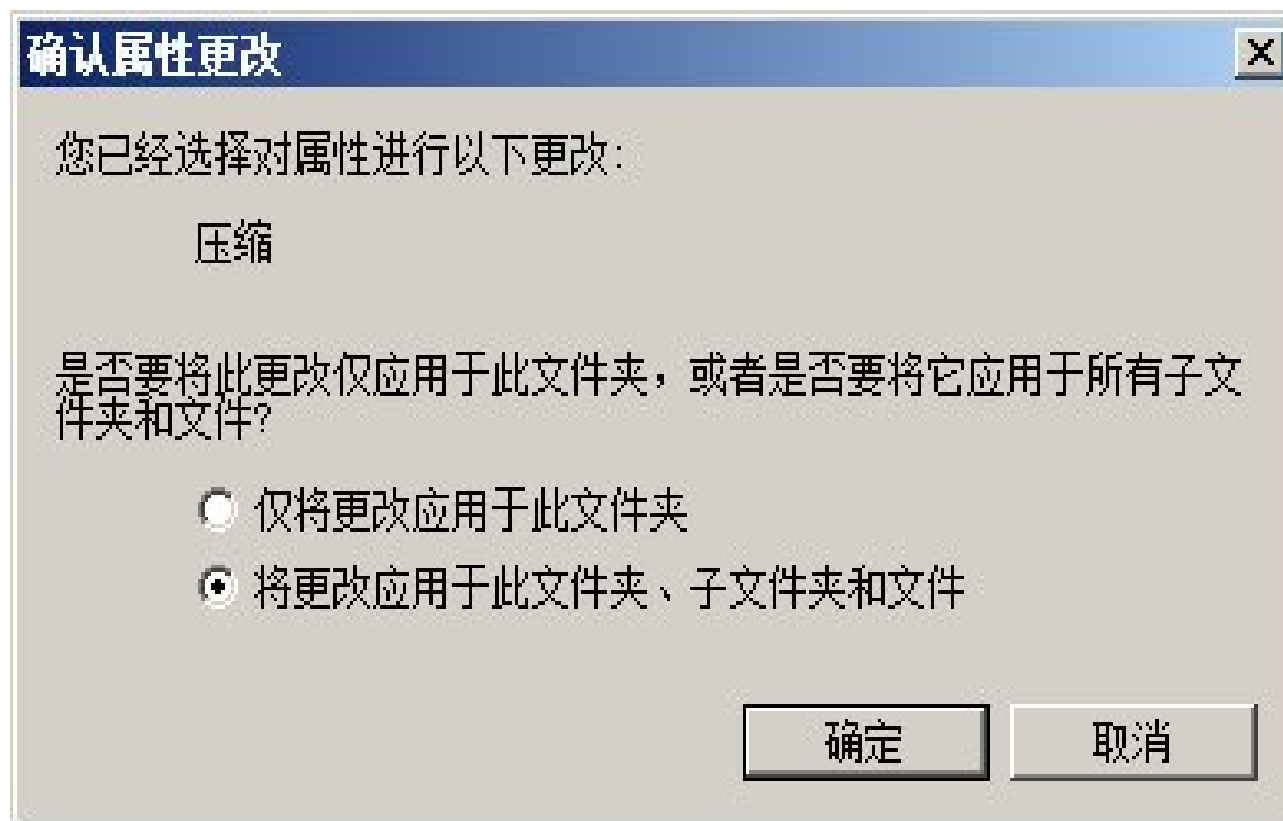 确认属性更改
您已经选择对属性进行以下更改：
压缩
是否要将此更改仅应用于此文件夹，或者是否要将它应用于所有子文
件夹和文件？
仅将更改应用于此文件夹
将更改应用于此文件夹、子文件夹和文件
确定
取消